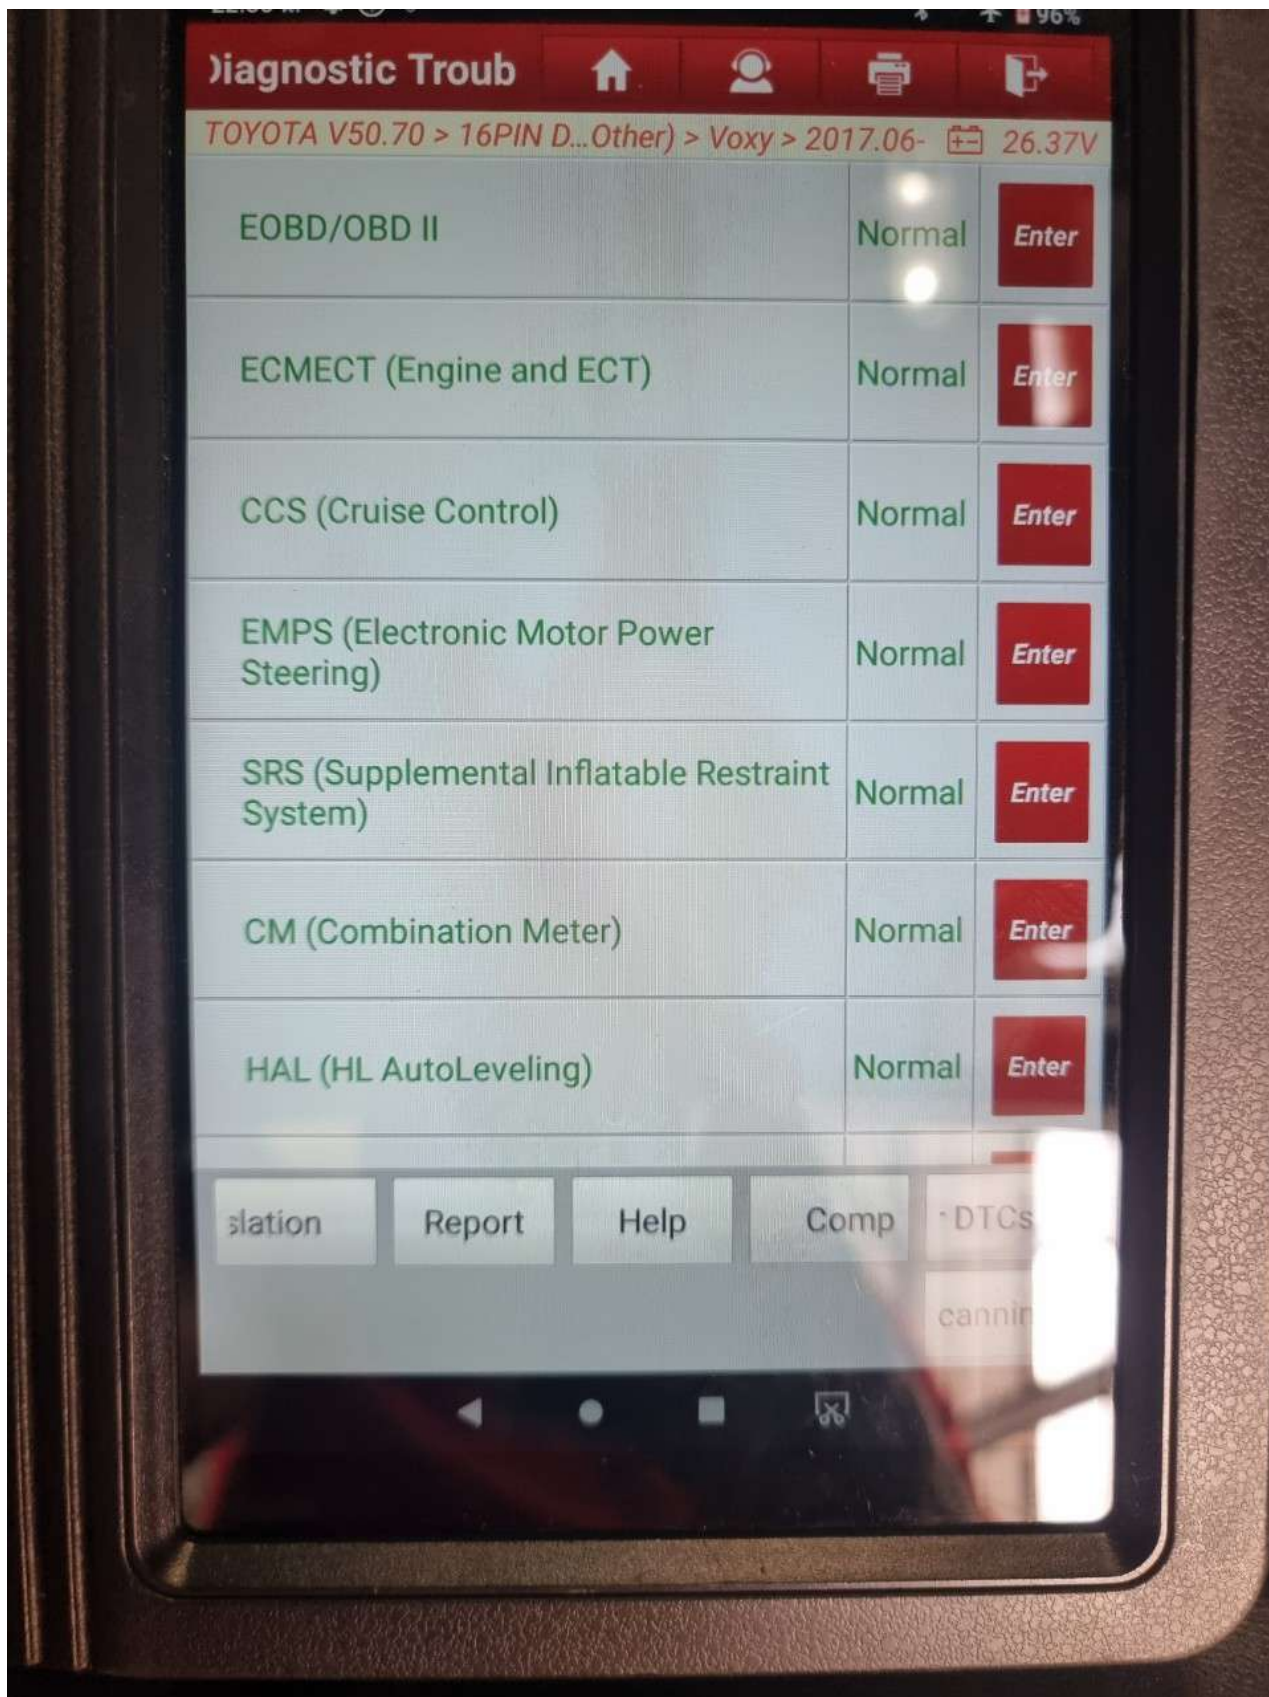 96%
Diagnostic Troub
TOYOTA V50.70 > 16PIN D...Other) > Voxy > 2017.06- 26.37V
EOBD/OBD II Normal Enter
ECMECT (Engine and ECT) Normal Enter
CCS (Cruise Control) Normal Enter
EMPS (Electronic Motor Power
Steering) Normal Enter
SRS (Supplemental Inflatable Restraint
System) Normal Enter
CM (Combination Meter) Normal Enter
HAL (HL AutoLeveling) Normal Enter
slation Report Help Comp DTCs
cannin